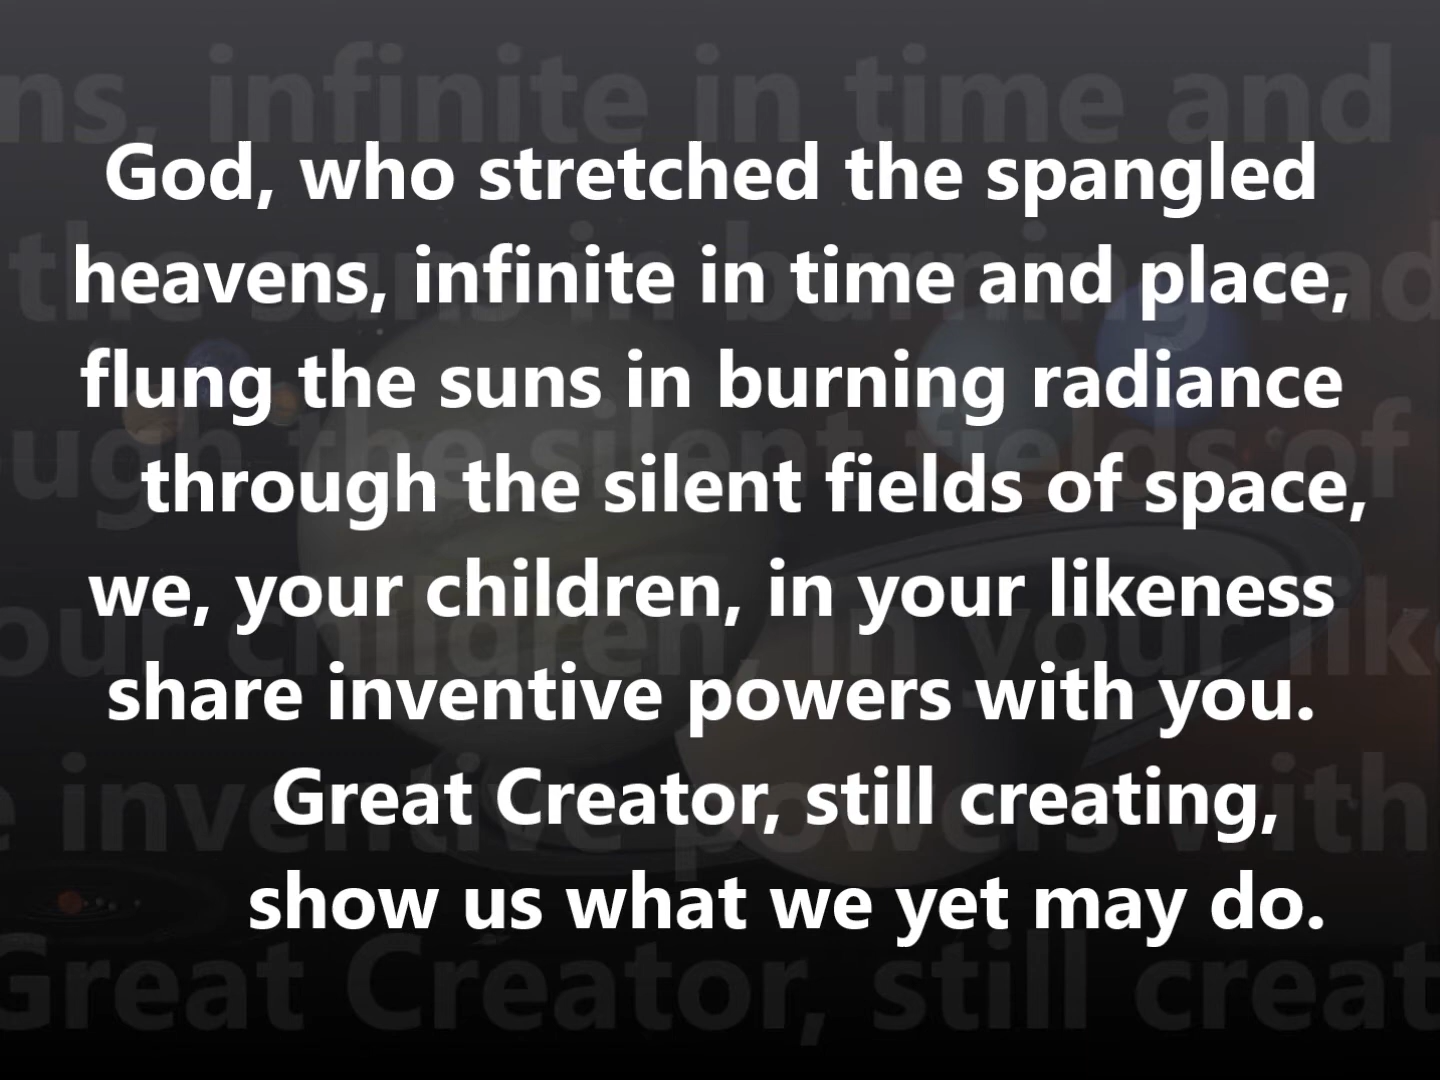 God, who stretched the spangled
heavens, infinite in time and place,
flung the suns in burning radiance
through the silent fields of space,
we, your children, in your likeness
share inventive powers with you.
Great Creator, still creating,
show us what we yet may do.